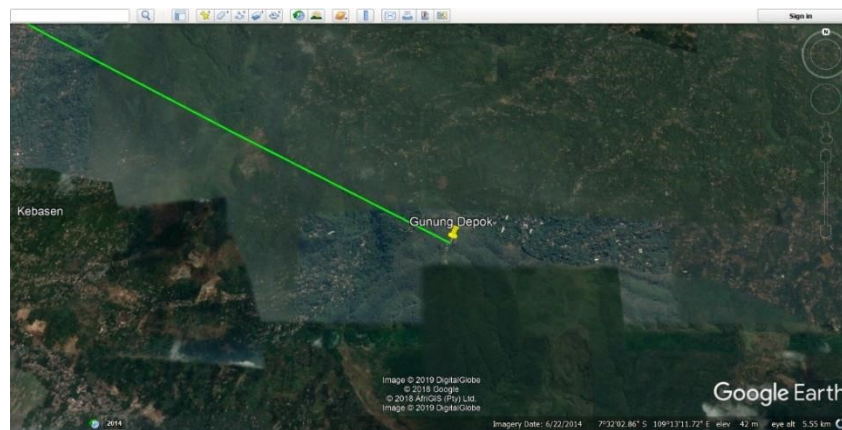 Sign in
N
Kebasen
Gunung Depok
Image © 2019 DigitalGlobe
© 2018 Google
© 2018 AfriGIS (Pty) Ltd.
Image © 2019 DigitalGlobe
Google Earth
2014
Imagery Date: 6/22/2014 7°32'02.86" S 109°13'11.72" E elev 42 m eye alt 5.55 km